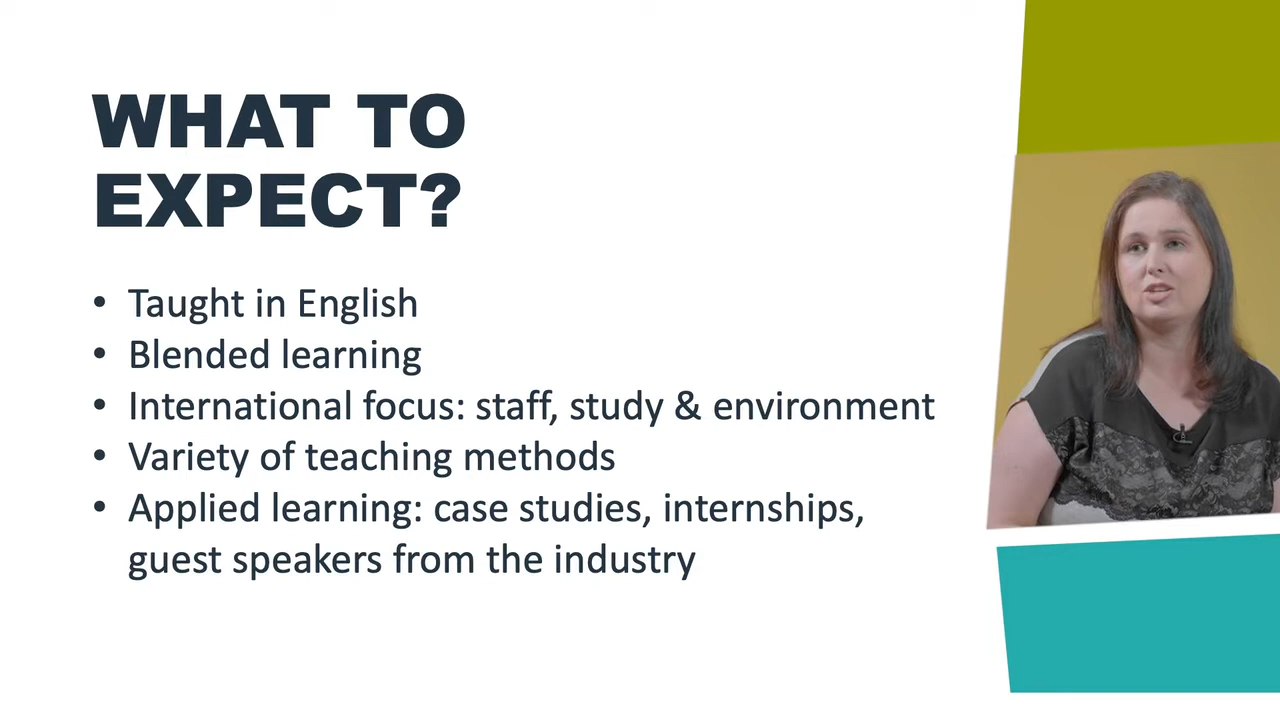 WHAT TO
EXPECT?
• Taught in English
• Blended learning
• International focus: staff, study & environment
• Variety of teaching methods
• Applied learning: case studies, internships,
guest speakers from the industry